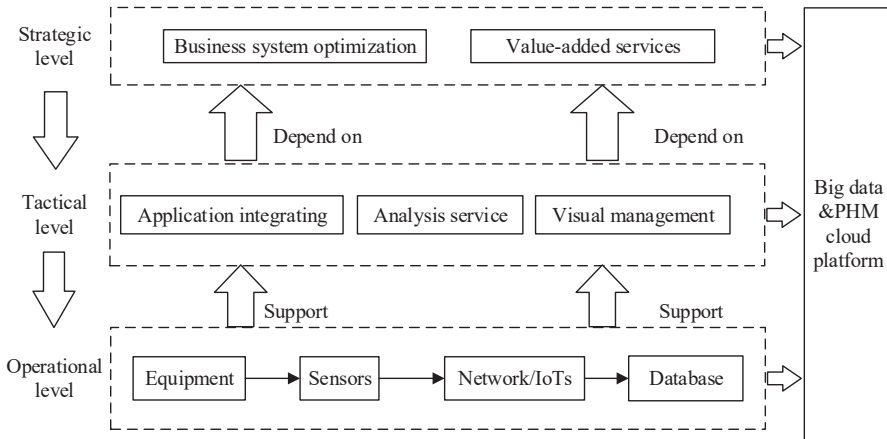 Strategic
level
Business system optimization
Value-added services
Depend on
Depend on
Tactical
level
Application integrating
Analysis service
Visual management
Big data
&PHM
cloud
platform
Support
Support
Operational
level
Equipment
Sensors
Network/IoTs
Database